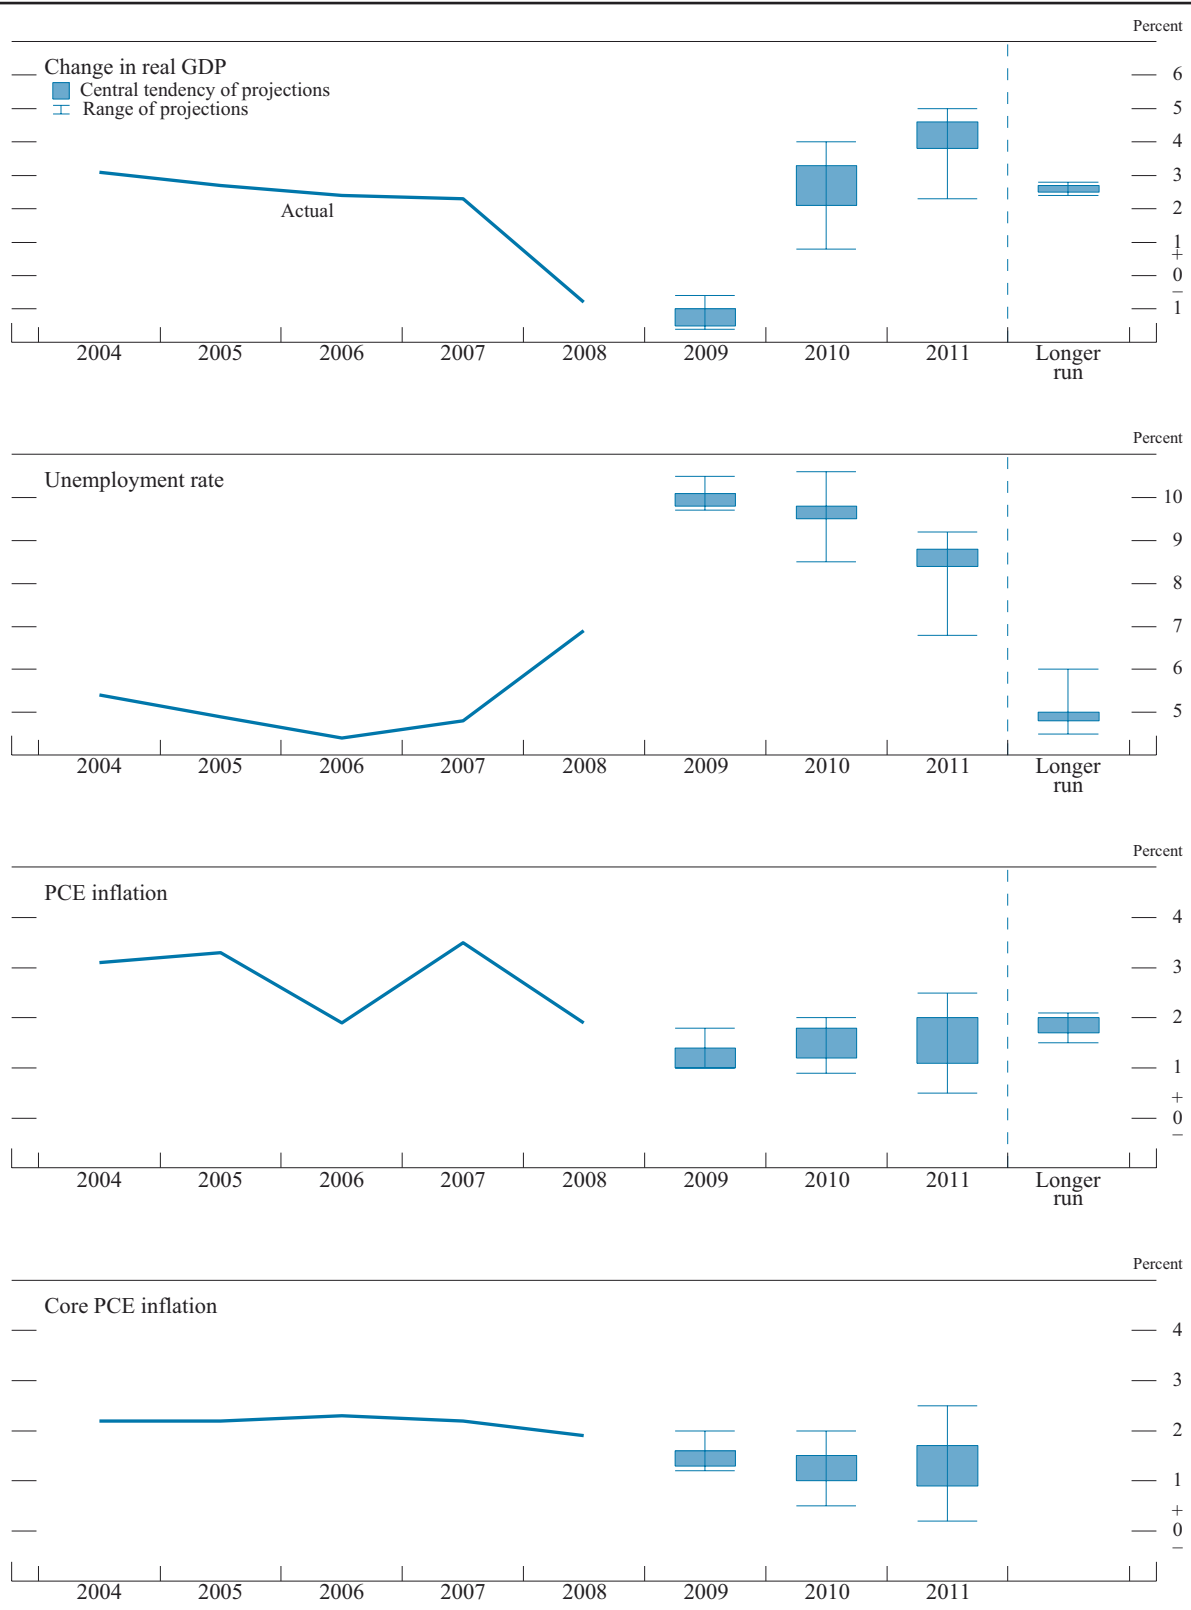 Percent
Change in real GDP
Central tendency of projections
Range of projections
Actual
6
5
4
3
2
1
+
0
−
1
2004 2005 2006 2007 2008 2009 2010 2011 Longer
run
Percent
Unemployment rate
10
9
8
7
6
5
2004 2005 2006 2007 2008 2009 2010 2011 Longer
run
Percent
PCE inflation
4
3
2
1
+
0
−
2004 2005 2006 2007 2008 2009 2010 2011 Longer
run
Percent
Core PCE inflation
4
3
2
1
+
0
−
2004 2005 2006 2007 2008 2009 2010 2011